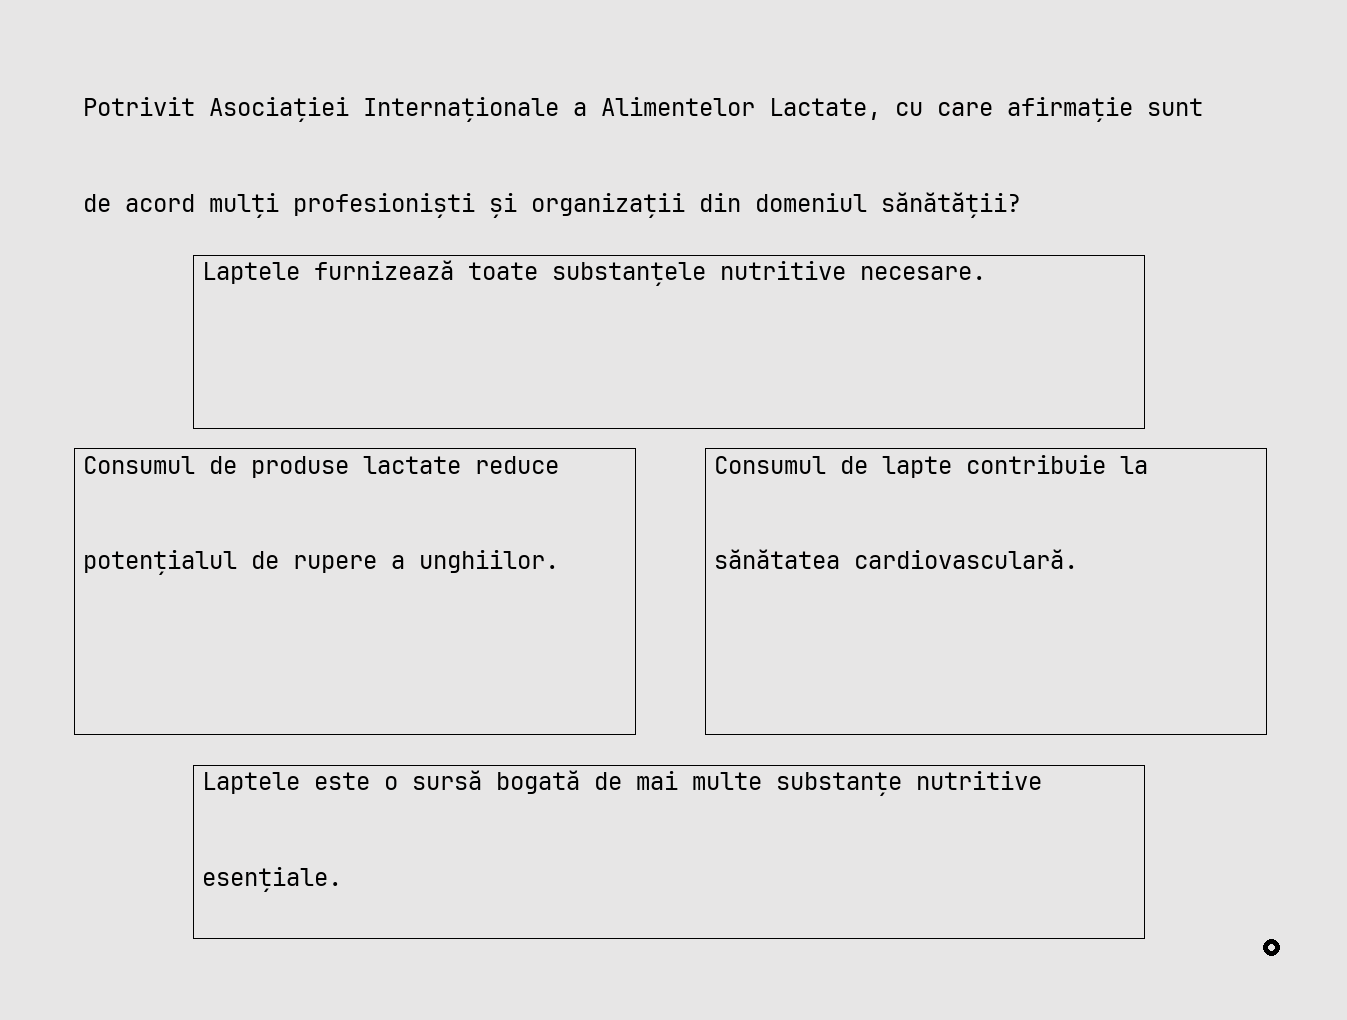 Potrivit Asociației Internaționale a Alimentelor Lactate, cu care afirmație sunt
de acord mulți profesioniști și organizații din domeniul sănătății?
Laptele furnizează toate substanțele nutritive necesare.
Consumul de produse lactate reduce
potențialul de rupere a unghiilor.
Consumul de lapte contribuie la
sănătatea cardiovasculară.
Laptele este o sursă bogată de mai multe substanțe nutritive
esențiale.